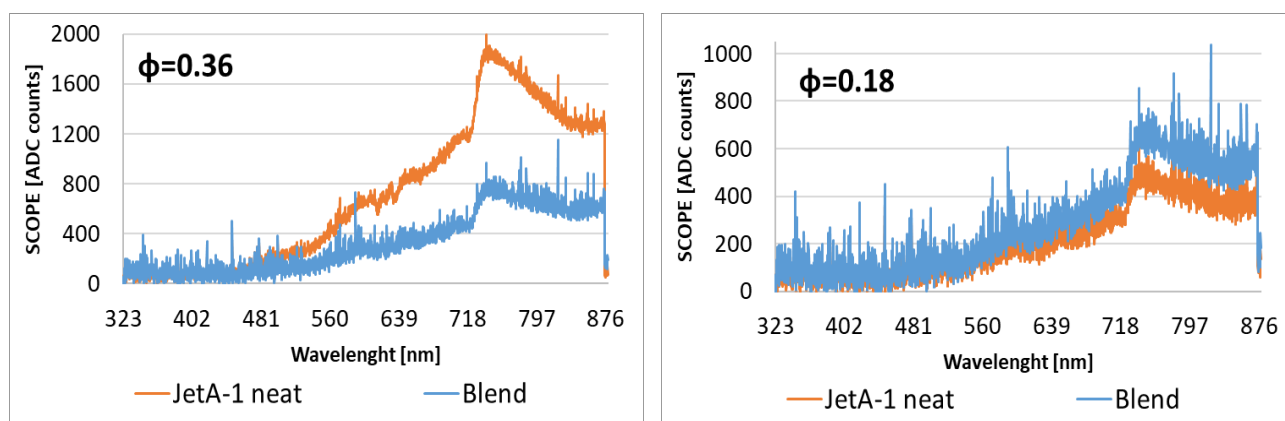 2000
1600
1200
800
400
0
SCOPE [ADC counts]
ϕ=0.36
323 402 481 560 639 718 797 876
Wavelenght [nm]
JetA-1 neat Blend
1000
800
600
400
200
0
SCOPE [ADC counts]
ϕ=0.18
323 402 481 560 639 718 797 876
Wavelenght [nm]
JetA-1 neat Blend